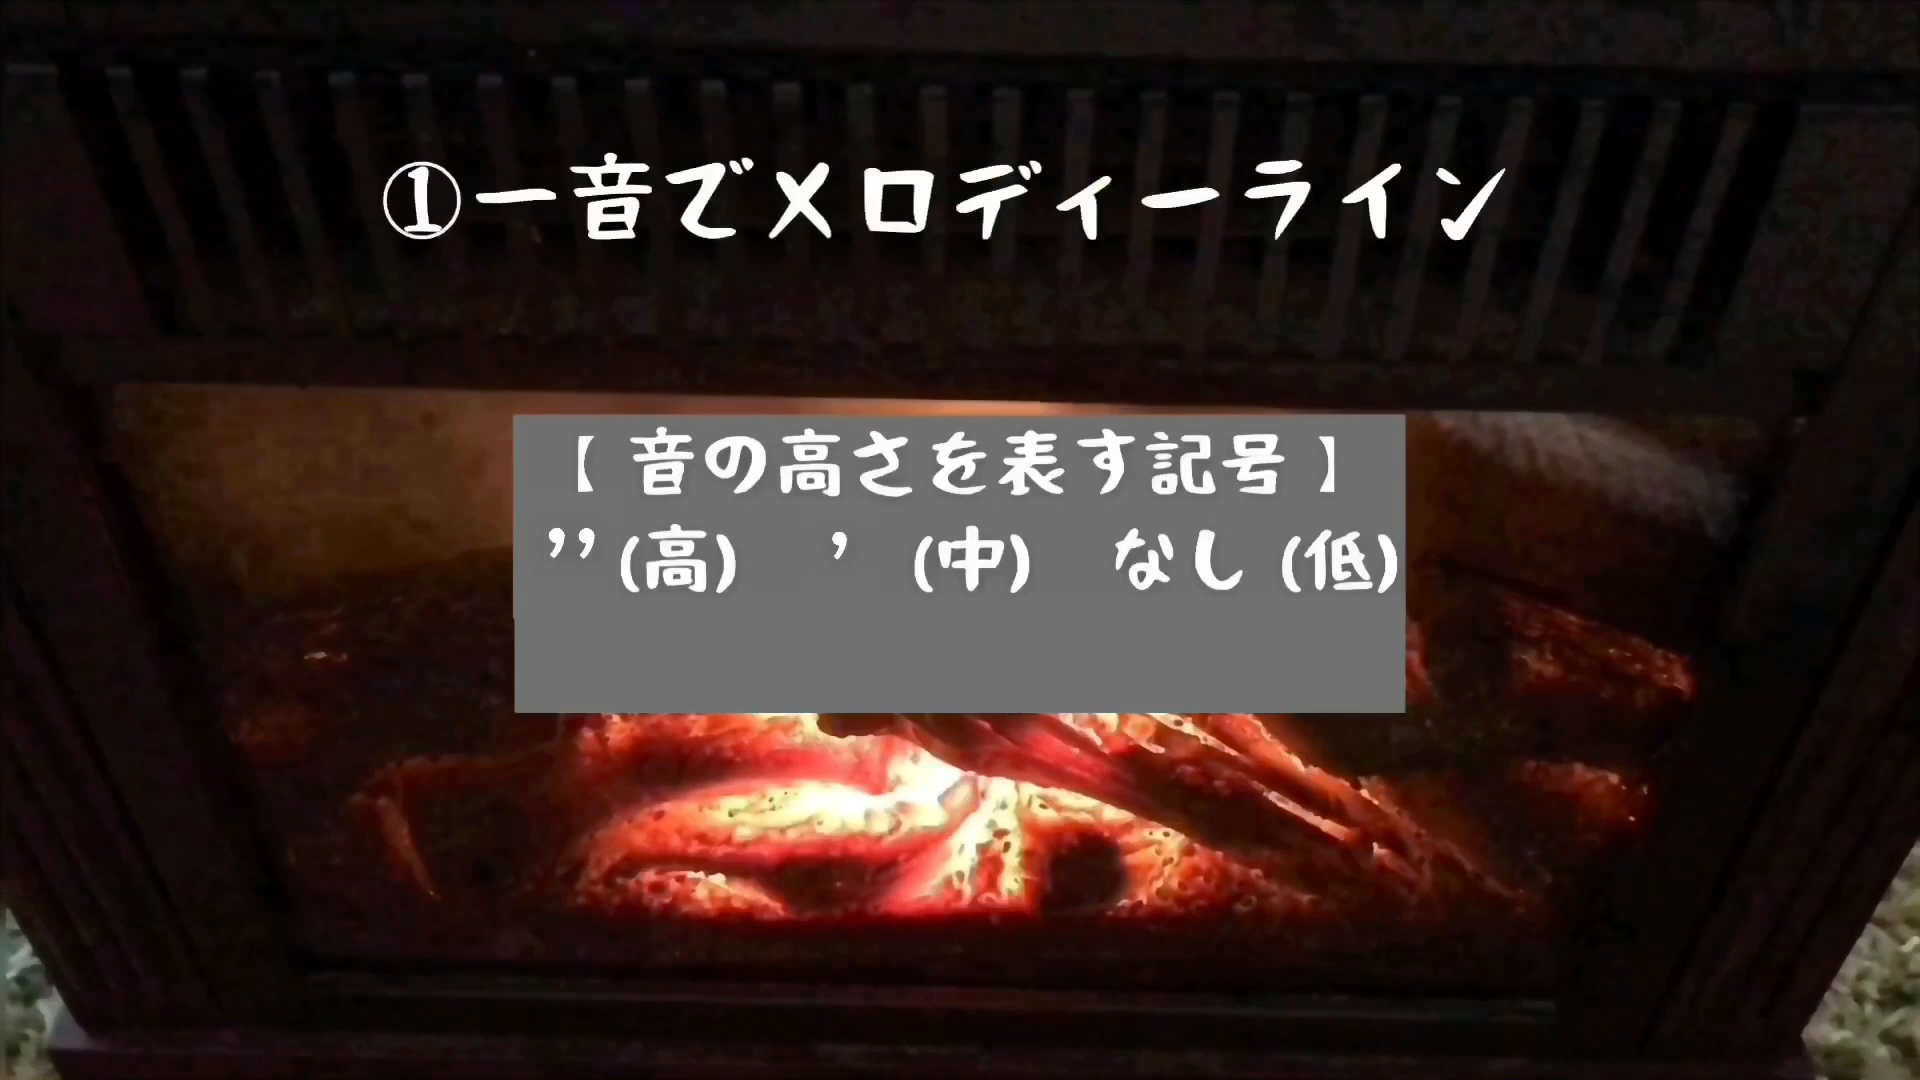 ①一音でメロディーライン
【 音の高さを表す記号 】
’’(高)　’　(中)　なし (低)